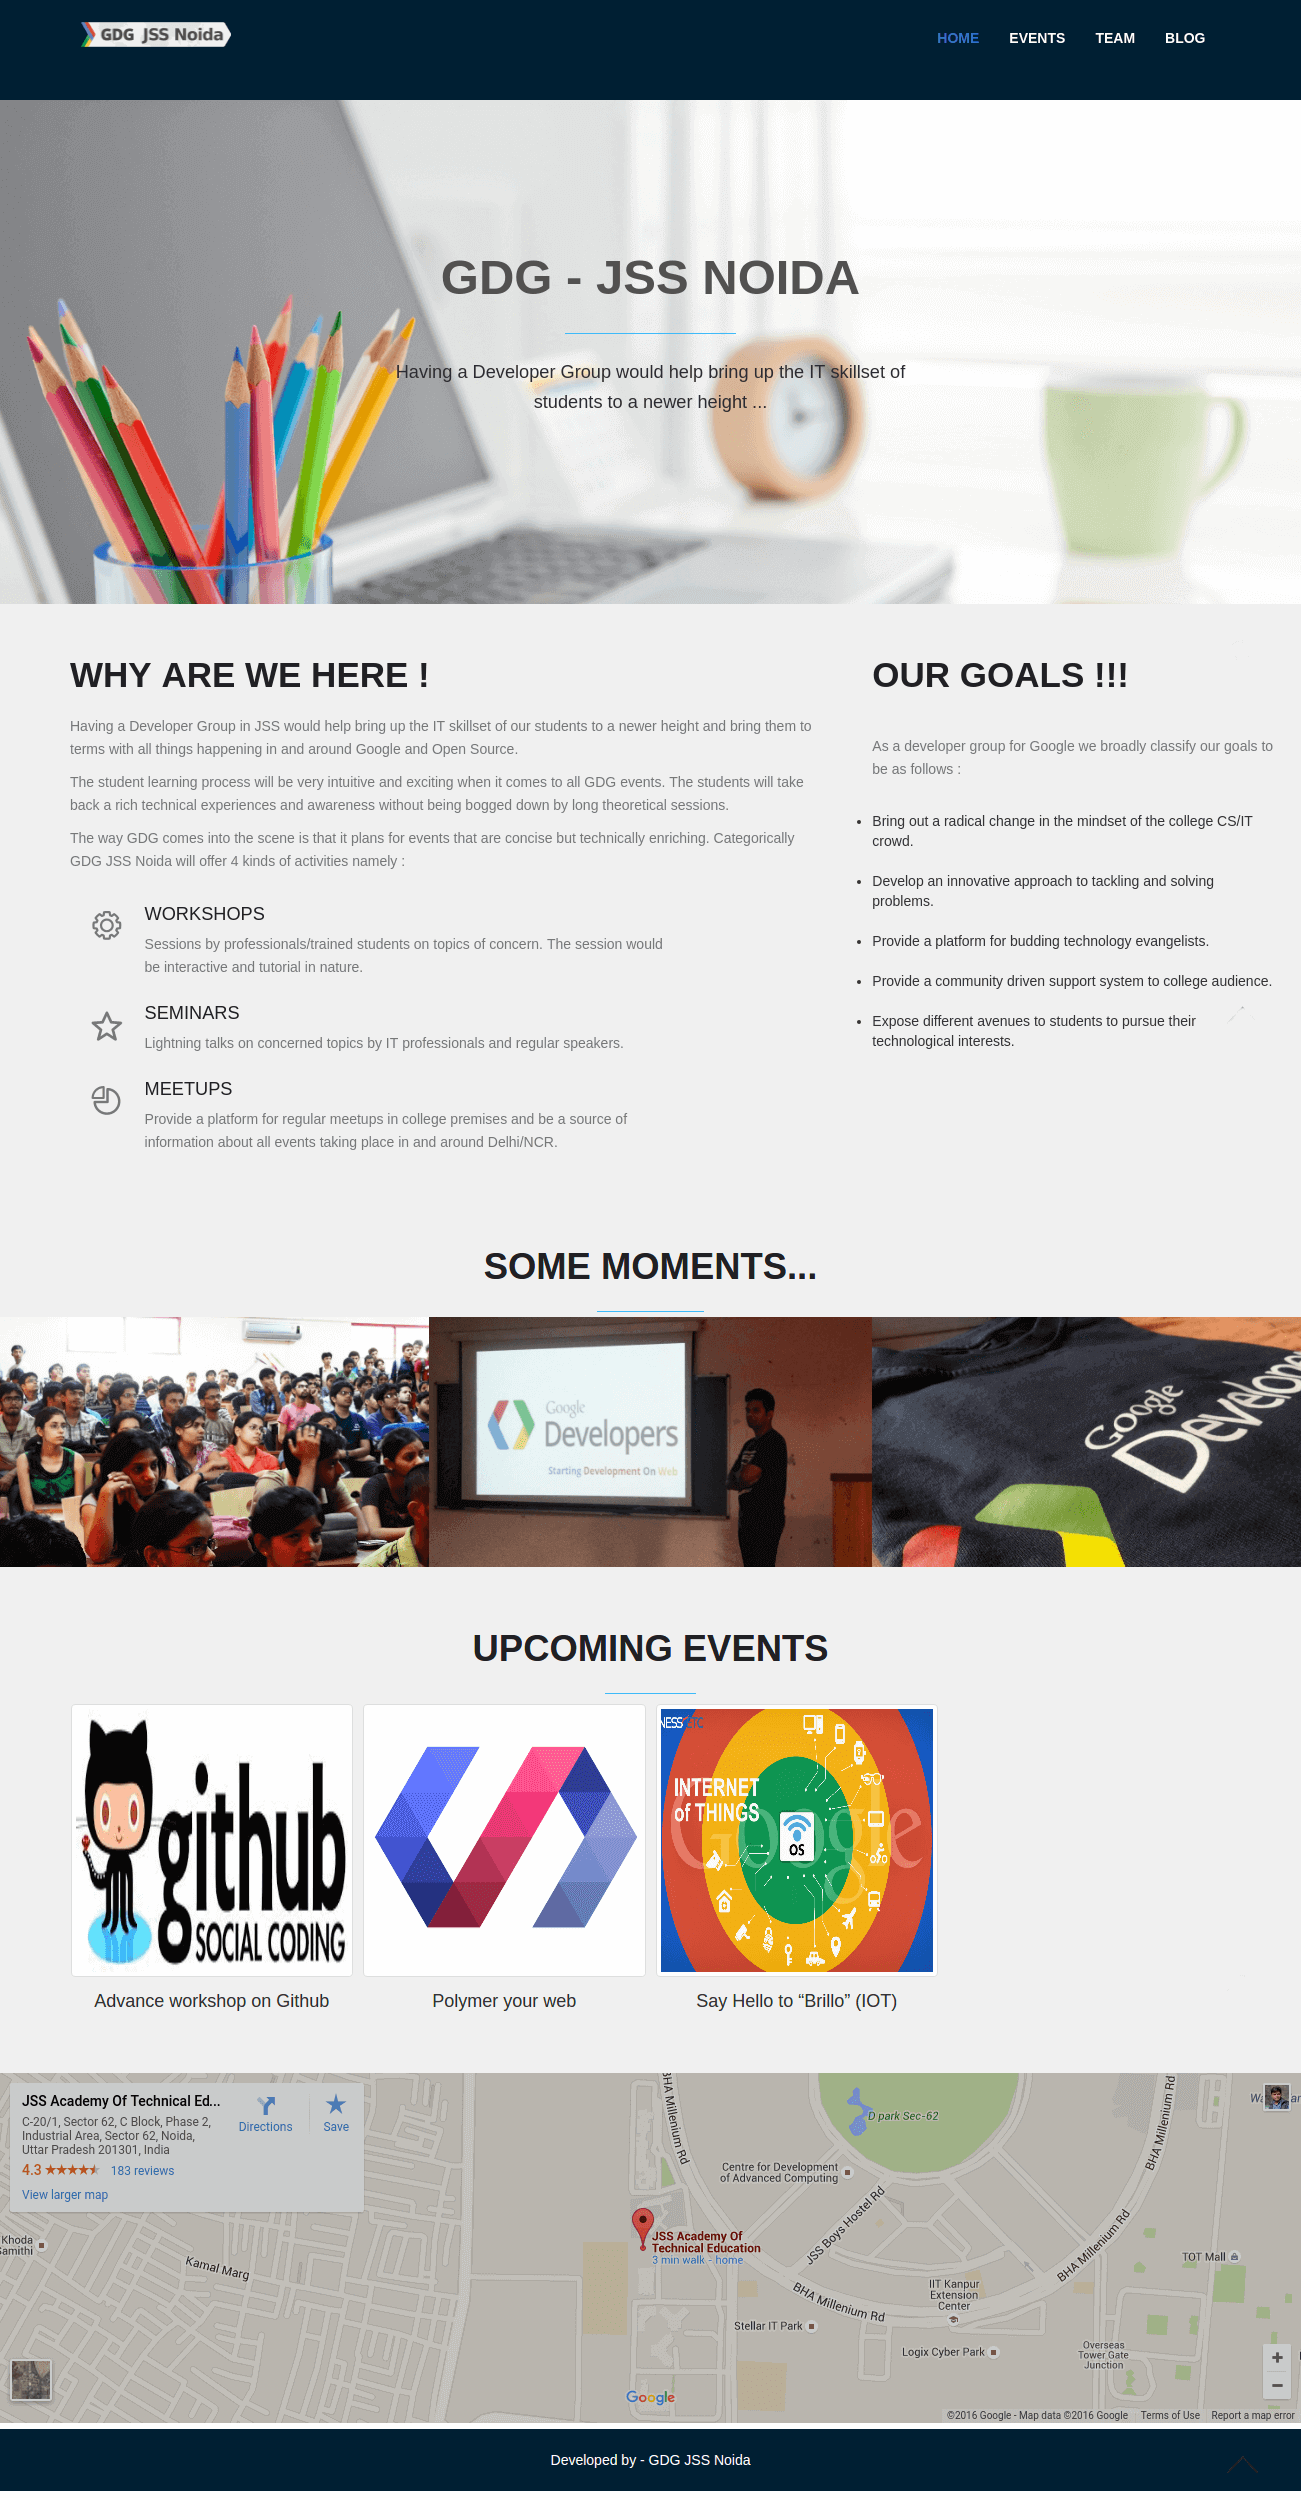 GDG JSS Noida
HOME EVENTS TEAM BLOG
GDG - JSS NOIDA
Having a Developer Group would help bring up the IT skillset of
students to a newer height ...
WHY ARE WE HERE !
Having a Developer Group in JSS would help bring up the IT skillset of our students to a newer height and bring them to
terms with all things happening in and around Google and Open Source.
The student learning process will be very intuitive and exciting when it comes to all GDG events. The students will take
back a rich technical experiences and awareness without being bogged down by long theoretical sessions.
The way GDG comes into the scene is that it plans for events that are concise but technically enriching. Categorically
GDG JSS Noida will offer 4 kinds of activities namely :
WORKSHOPS
Sessions by professionals/trained students on topics of concern. The session would
be interactive and tutorial in nature.
SEMINARS
Lightning talks on concerned topics by IT professionals and regular speakers.
MEETUPS
Provide a platform for regular meetups in college premises and be a source of
information about all events taking place in and around Delhi/NCR.
OUR GOALS !!!
As a developer group for Google we broadly classify our goals to
be as follows :
• Bring out a radical change in the mindset of the college CS/IT
crowd.
• Develop an innovative approach to tackling and solving
problems.
• Provide a platform for budding technology evangelists.
• Provide a community driven support system to college audience.
• Expose different avenues to students to pursue their
technological interests.
SOME MOMENTS...
Google
Developers
Starting Development On Web
Google
Develop
UPCOMING EVENTS
github
SOCIAL CODING
NESS ETC
INTERNET
of THINGS
Google
OS
Advance workshop on Github
Polymer your web
Say Hello to “Brillo” (IOT)
JSS Academy Of Technical Ed...
C-20/1, Sector 62, C Block, Phase 2,
Industrial Area, Sector 62, Noida,
Uttar Pradesh 201301, India
4.3 183 reviews
View larger map
Directions
Save
BHA Millenium Rd
D park Sec-62
BHA Millenium Rd
Centre for Development
of Advanced Computing
JSS Boys Hostel Rd
JSS Academy Of
Technical Education
3 min walk - home
Khoda
Samithi
Kamal Marg
BHA Millenium Rd
BHA Millenium Rd
TOT Mall
IIT Kanpur
Extension
Center
Stellar IT Park
Logix Cyber Park
Overseas
Tower Gate
Junction
Google
+
−
©2016 Google - Map data ©2016 Google Terms of Use Report a map error
Developed by - GDG JSS Noida